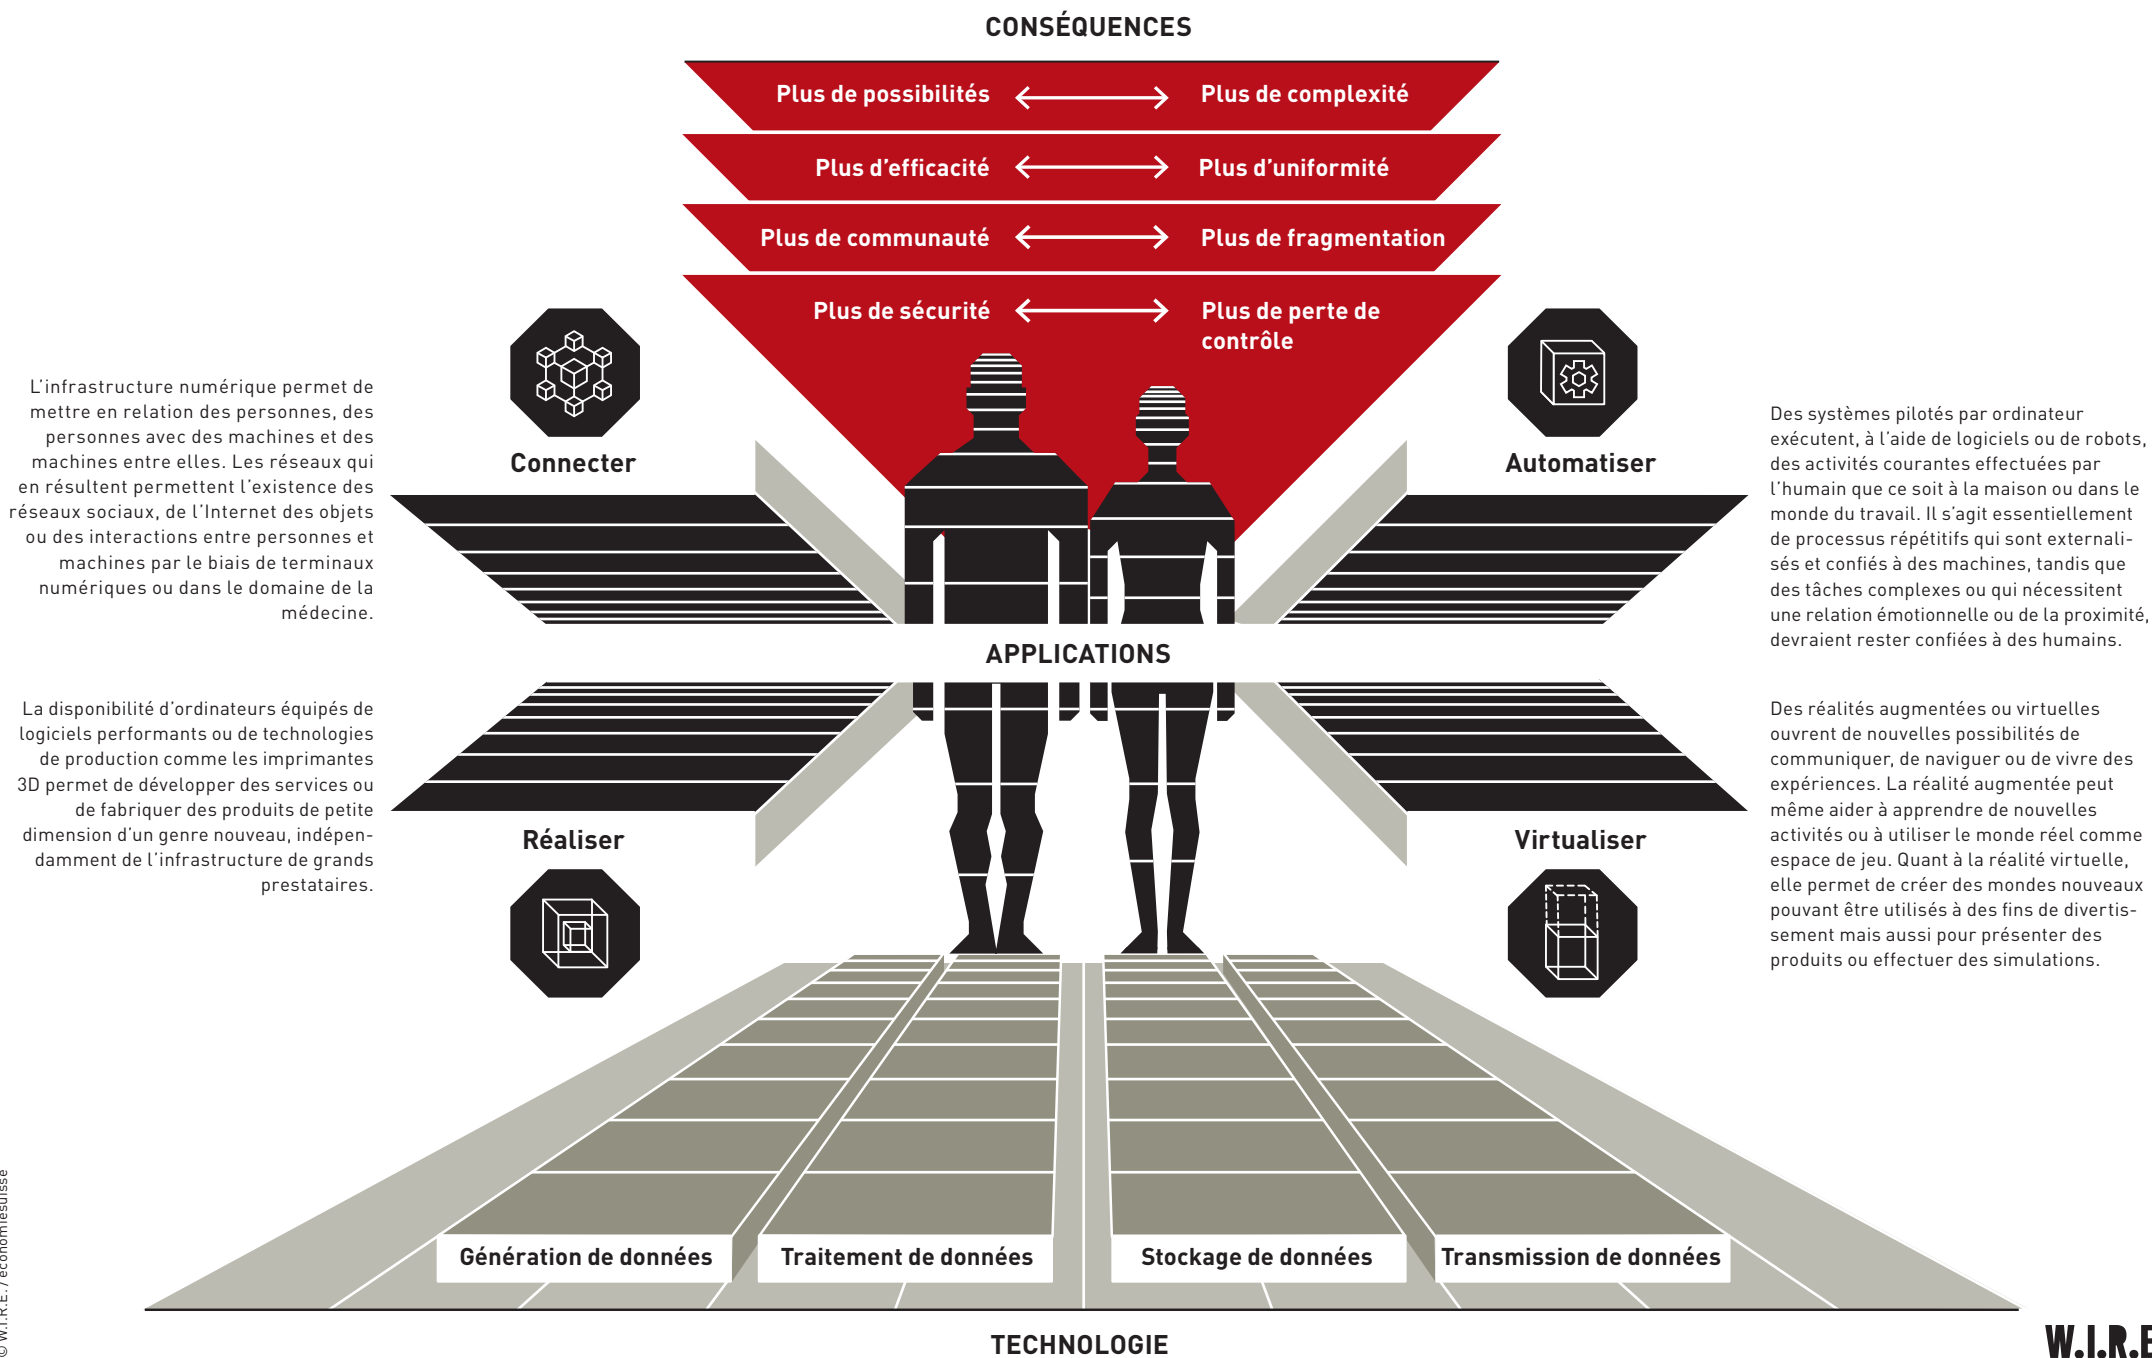 CONSÉQUENCES
Plus de possibilités
Plus de complexité
Plus d'efficacité
Plus d'uniformité
Plus de communauté
Plus de fragmentation
Plus de sécurité
Plus de perte de
contrôle
Connecter
L'infrastructure numérique permet de
mettre en relation des personnes, des
personnes avec des machines et des
machines entre elles. Les réseaux qui
en résultent permettent l'existence des
réseaux sociaux, de l'Internet des objets
ou des interactions entre personnes et
machines par le biais de terminaux
numériques ou dans le domaine de la
médecine.
Automatiser
Des systèmes pilotés par ordinateur
exécutent, à l'aide de logiciels ou de robots,
des activités courantes effectuées par
l'humain que ce soit à la maison ou dans le
monde du travail. Il s'agit essentiellement
de processus répétitifs qui sont externali-
sés et confiés à des machines, tandis que
des tâches complexes ou qui nécessitent
une relation émotionnelle ou de la proximité,
devraient rester confiées à des humains.
APPLICATIONS
La disponibilité d'ordinateurs équipés de
logiciels performants ou de technologies
de production comme les imprimantes
3D permet de développer des services ou
de fabriquer des produits de petite
dimension d'un genre nouveau, indépen-
damment de l'infrastructure de grands
prestataires.
Réaliser
Virtualiser
Des réalités augmentées ou virtuelles
ouvrent de nouvelles possibilités de
communiquer, de naviguer ou de vivre des
expériences. La réalité augmentée peut
même aider à apprendre de nouvelles
activités ou à utiliser le monde réel comme
espace de jeu. Quant à la réalité virtuelle,
elle permet de créer des mondes nouveaux
pouvant être utilisés à des fins de divertis-
sement mais aussi pour présenter des
produits ou effectuer des simulations.
Génération de données
Traitement de données
Stockage de données
Transmission de données
TECHNOLOGIE
© W.I.R.E. / economiesuisse
W.I.R.E